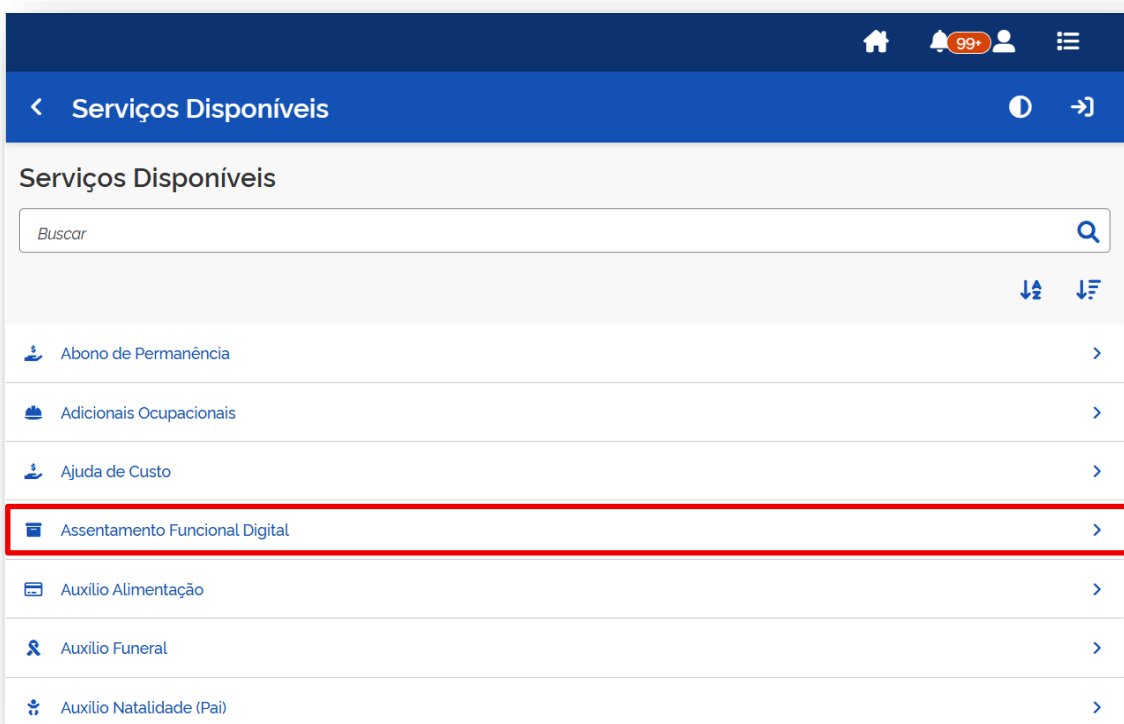 99+
Serviços Disponíveis
Serviços Disponíveis
Buscar
Abono de Permanência
Adicionais Ocupacionais
Ajuda de Custo
Assentamento Funcional Digital
Auxílio Alimentação
Auxílio Funeral
Auxílio Natalidade (Pai)